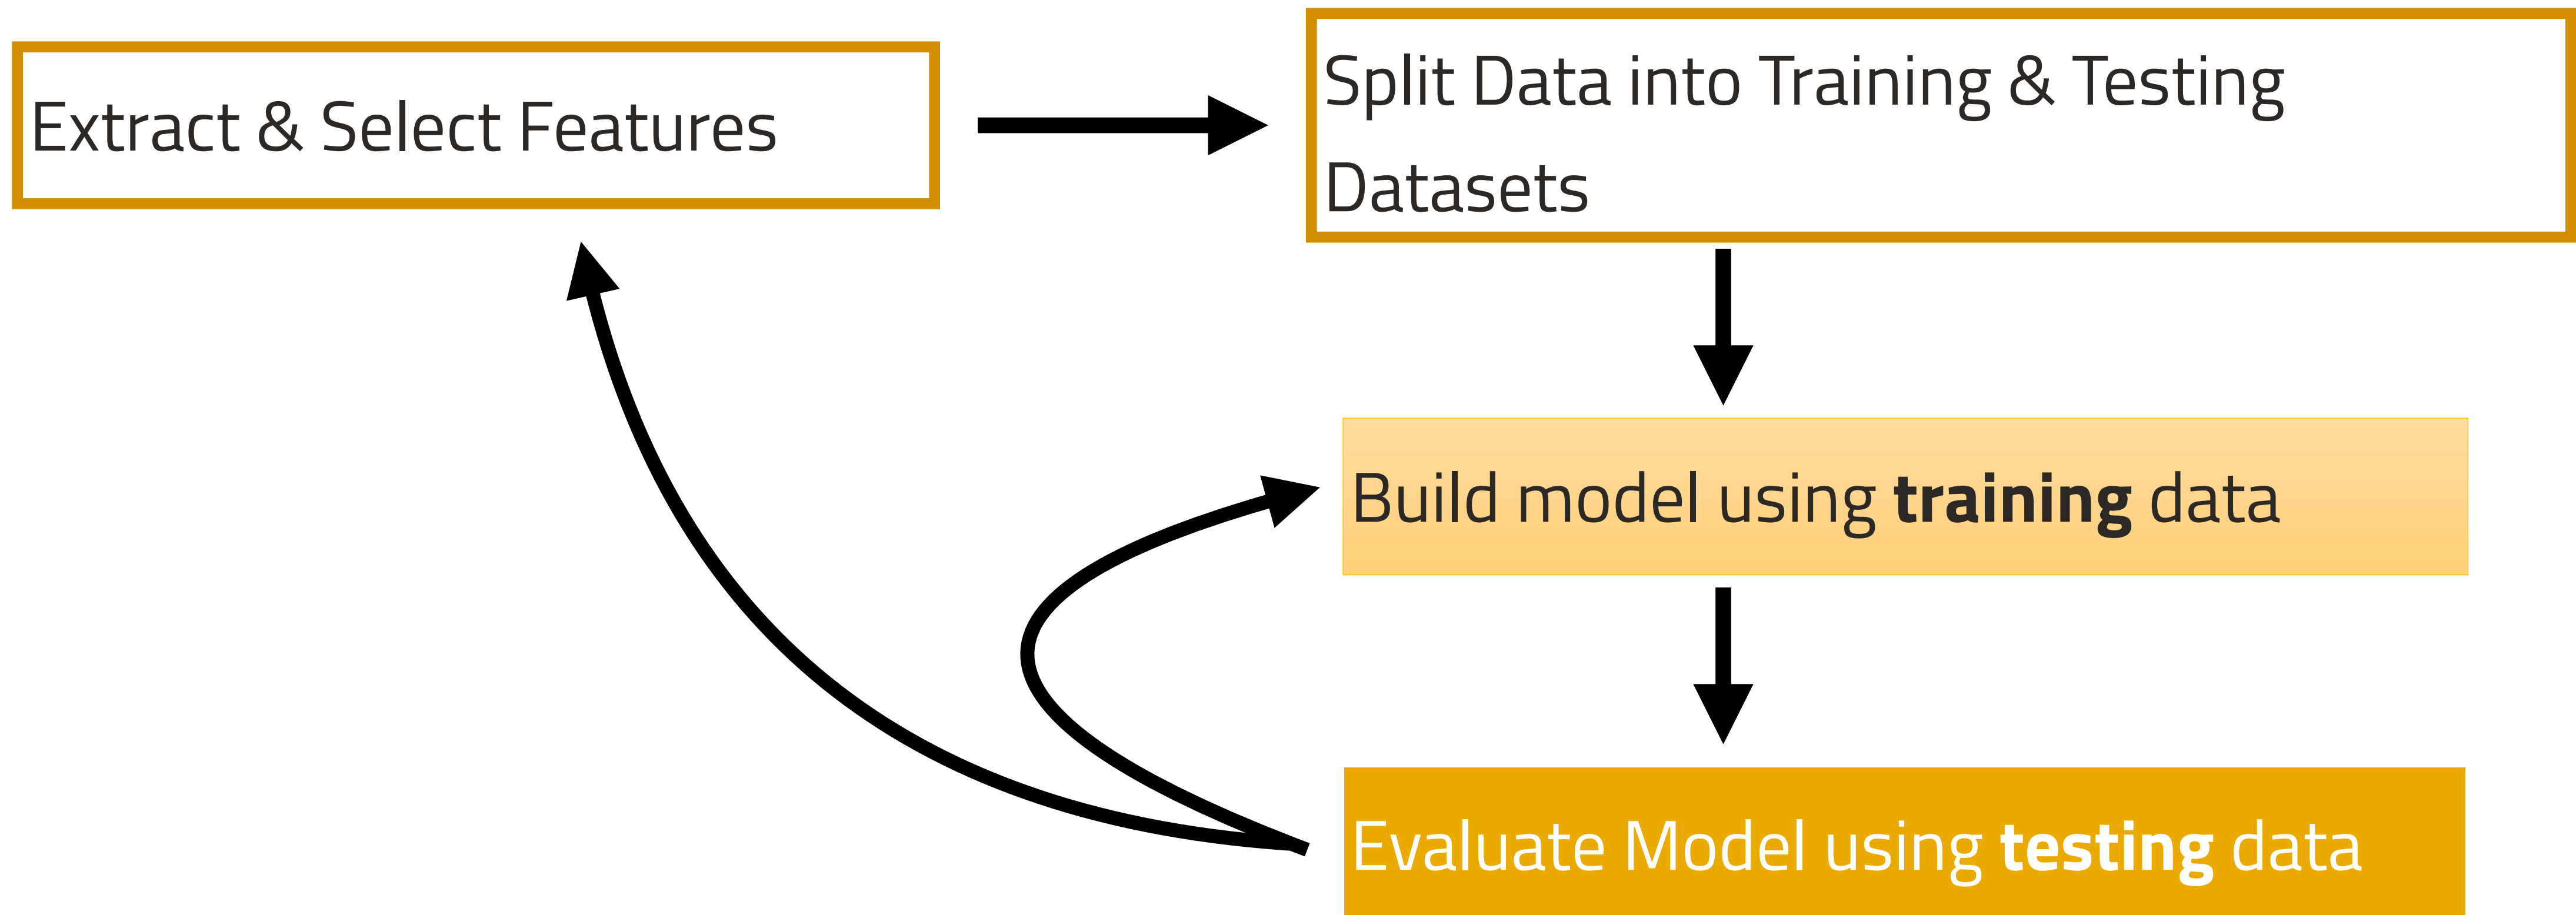 Extract & Select Features
Split Data into Training & Testing
Datasets
Build model using training data
Evaluate Model using testing data